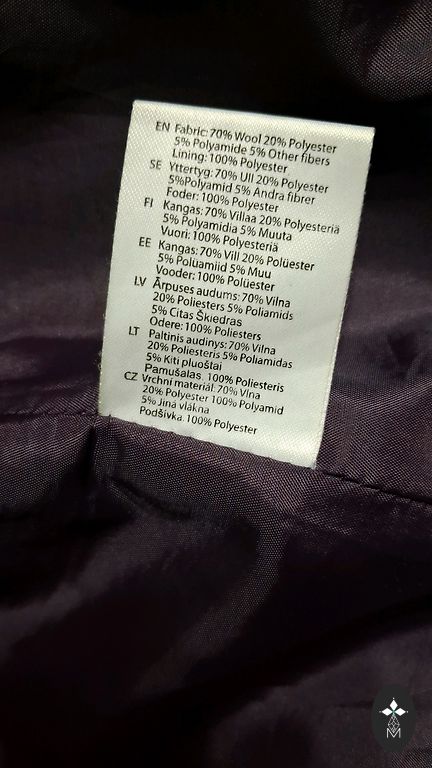 EN Fabric: 70% Wool 20% Polyester
5% Polyamide 5% Other fibers
Lining: 100% Polyester
SE Yttertyg: 70% Ull 20% Polyester
5%Polyamid 5% Andra fibrer
Foder: 100% Polyester
FI Kangas: 70% Villaa 20% Polyesteriä
5% Polyamidia 5% Muuta
Vuori: 100% Polyesteriä
EE Kangas: 70% Vill 20% Polüester
5% Polüamiid 5% Muu
Vooder: 100% Polüester
LV Ārpuses audums: 70% Vilna
20% Poliesters 5% Poliamids
5% Citas Šķiedras
Odere: 100% Poliesters
LT Paltinis audinys: 70% Vilna
20% Poliesteris 5% Poliamidas
5% Kiti pluoštai
Pamušalas. 100% Poliesteris
CZ Vrchní materiál: 70% Vlna
20% Polyester 100% Polyamid
5% Jiná vlákna
Podšívka. 100% Polyester
M